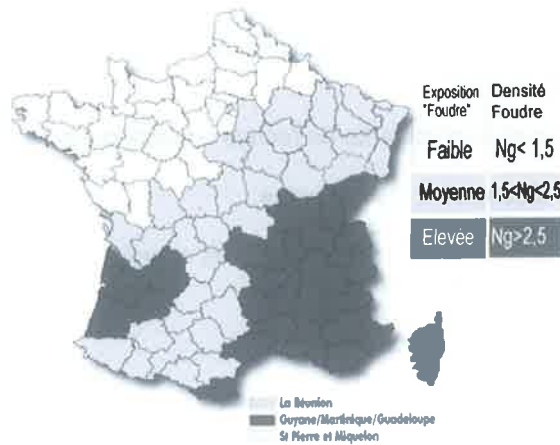 Exposition "Foudre" Densité Foudre
Faible Ng< 1,5
Moyenne 1,5<Ng<2,5
Elevée Ng>2,5
La Réunion
Guyane/Martinique/Guadeloupe
St Pierre et Miquelon